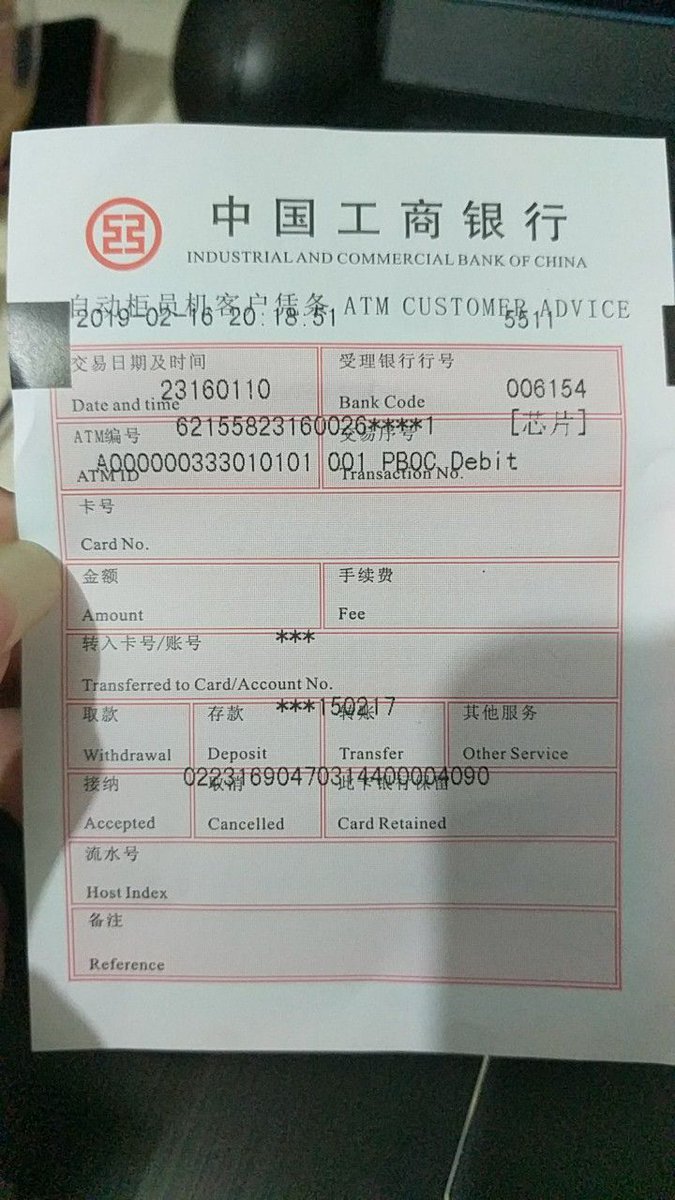 中国工商银行
INDUSTRIAL AND COMMERCIAL BANK OF CHINA
自动柜员机客户凭条 ATM CUSTOMER ADVICE
2019-02-16 20:18:51 5511
交易日期及时间 受理银行行号
23160110 006154
Date and time Bank Code
62155823160026****1 [芯片]
ATM编号 交易序号
A000000333010101 001 PBOC Debit
ATM ID Transaction No.
卡号
Card No.
金额 手续费
Amount Fee
转入卡号/账号 ***
Transferred to Card/Account No.
***150217
取款 存款 转账 其他服务
Withdrawal Deposit Transfer Other Service
02231690470314400004090
接纳 取消 此卡银行保留
Accepted Cancelled Card Retained
流水号
Host Index
备注
Reference